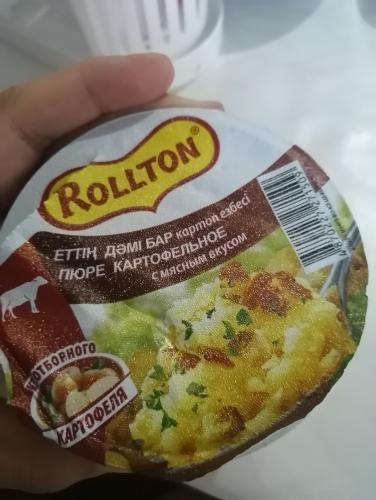 ROLLTON®
ЕТТІҢ ДӘМІ БАР картоп езбесі
ПЮРЕ КАРТОФЕЛЬНОЕ
с мясным вкусом
ОТБОРНОГО
КАРТОФЕЛЯ